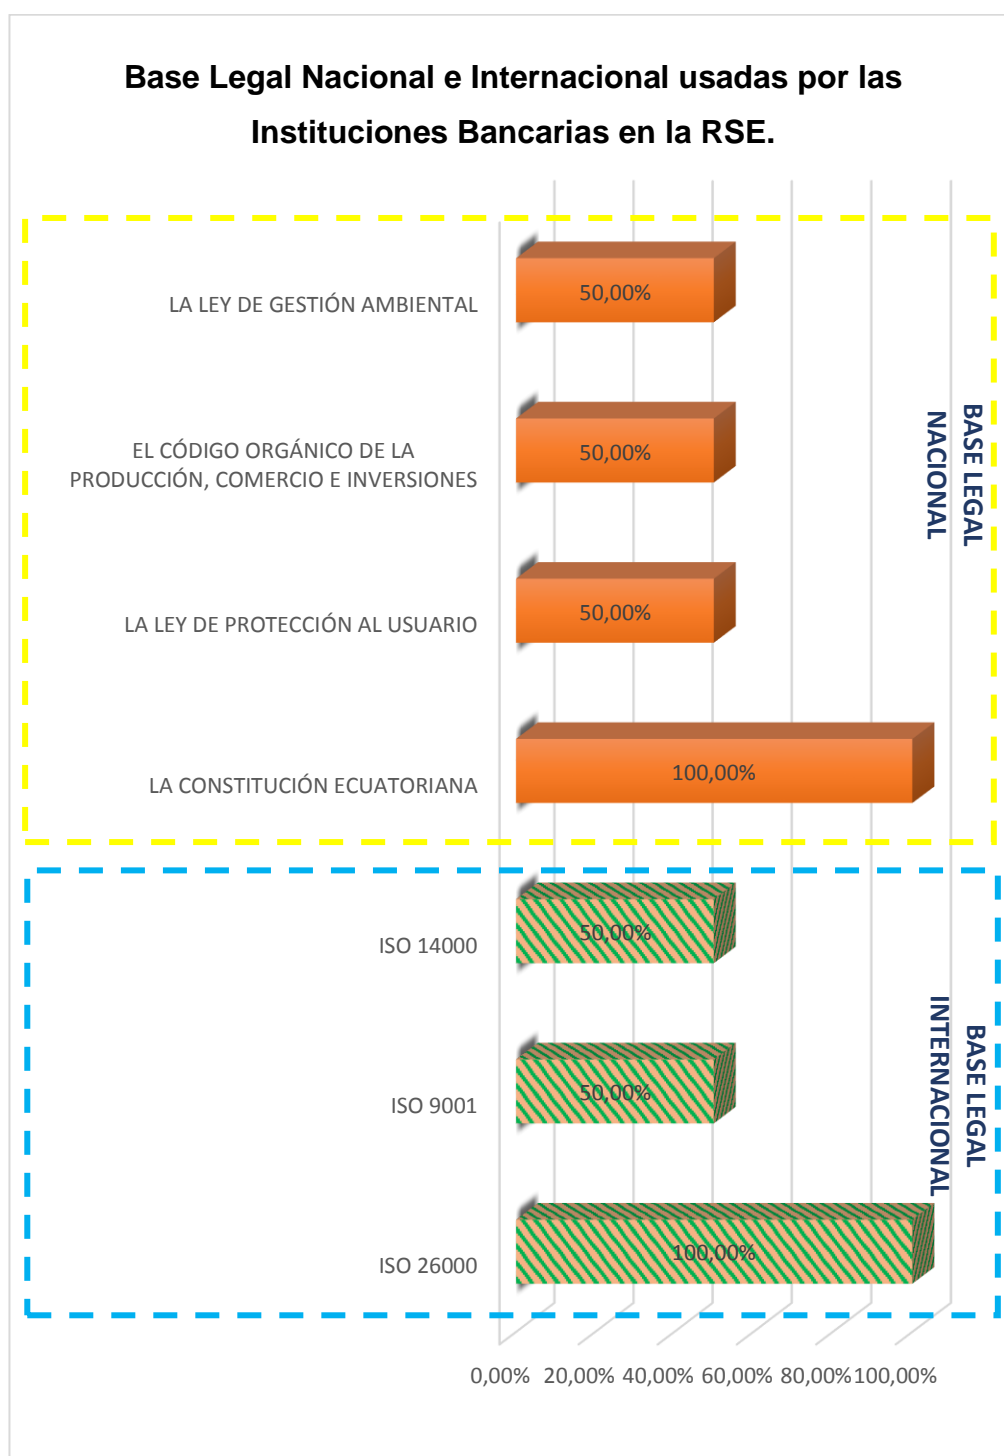 Base Legal Nacional e Internacional usadas por las
Instituciones Bancarias en la RSE.
LA LEY DE GESTIÓN AMBIENTAL
50,00%
EL CÓDIGO ORGÁNICO DE LA
PRODUCCIÓN, COMERCIO E INVERSIONES
50,00%
LA LEY DE PROTECCIÓN AL USUARIO
50,00%
LA CONSTITUCIÓN ECUATORIANA
100,00%
BASE LEGAL
NACIONAL
ISO 14000
50,00%
ISO 9001
50,00%
ISO 26000
100,00%
BASE LEGAL
INTERNACIONAL
0,00% 20,00% 40,00% 60,00% 80,00% 100,00%